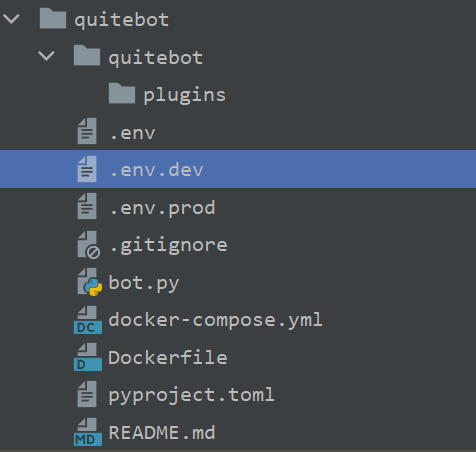 quitebot
quitebot
plugins
.env
.env.dev
.env.prod
.gitignore
bot.py
DC docker-compose.yml
D Dockerfile
pyproject.toml
MD README.md